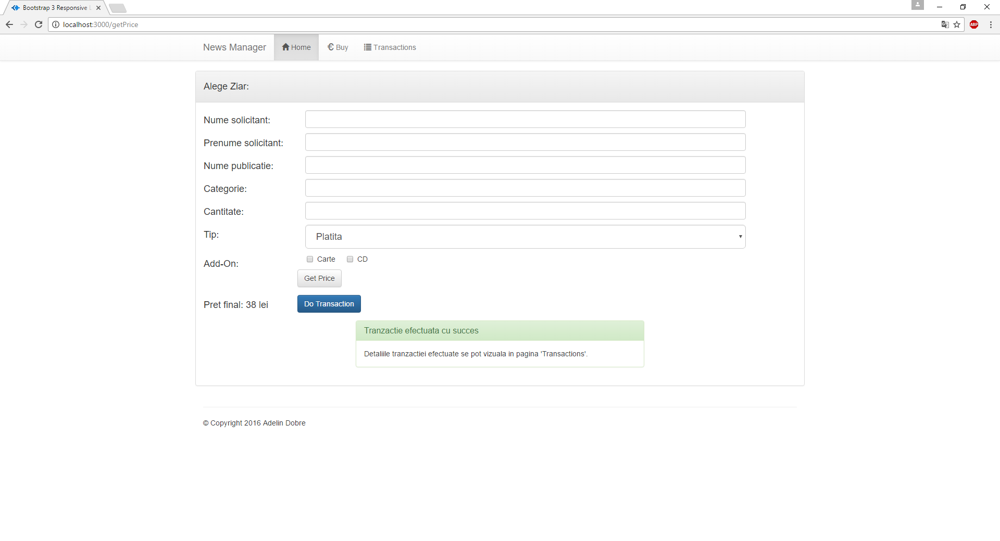 Bootstrap 3 Responsive
localhost:3000/getPrice
ABP
News Manager Home € Buy Transactions
Alege Ziar:
Nume solicitant:
Prenume solicitant:
Nume publicatie:
Categorie:
Cantitate:
Tip: Platita
Add-On: Carte CD
Get Price
Pret final: 38 lei Do Transaction
Tranzactie efectuata cu succes
Detaliile tranzactiei efectuate se pot vizuala in pagina 'Transactions'.
© Copyright 2016 Adelin Dobre